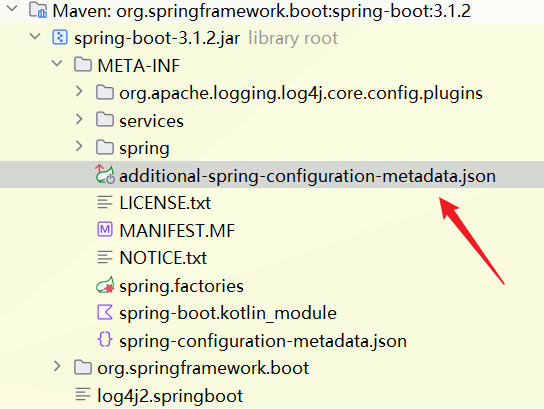 Maven: org.springframework.boot:spring-boot:3.1.2
spring-boot-3.1.2.jar library root
META-INF
org.apache.logging.log4j.core.config.plugins
services
spring
additional-spring-configuration-metadata.json
LICENSE.txt
MANIFEST.MF
NOTICE.txt
spring.factories
spring-boot.kotlin_module
spring-configuration-metadata.json
org.springframework.boot
log4j2.springboot